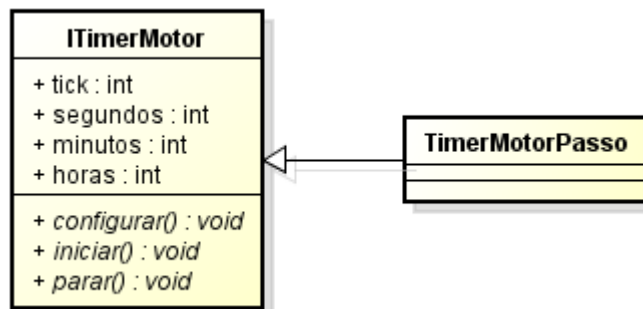 ITimerMotor
+ tick : int
+ segundos : int
+ minutos : int
+ horas : int
+ configurar() : void
+ iniciar() : void
+ parar() : void
TimerMotorPasso